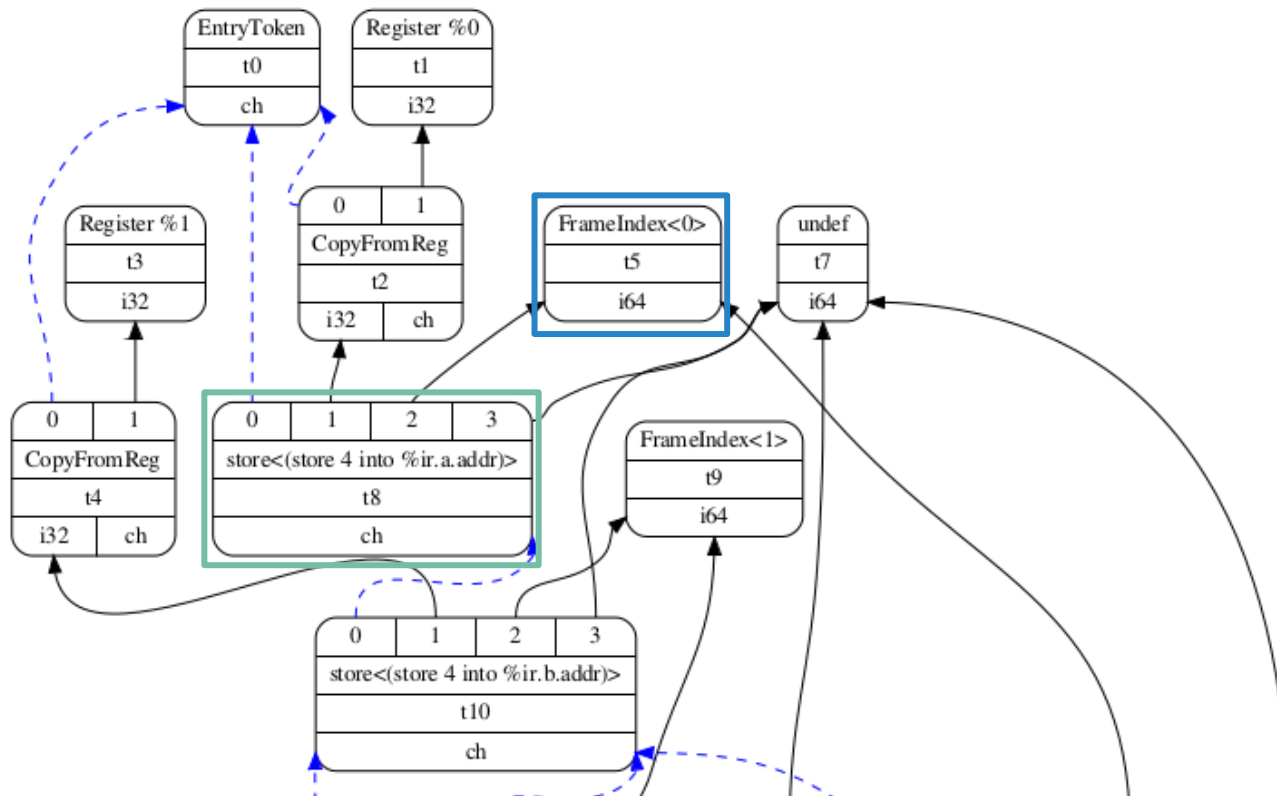 EntryToken
t0
ch
Register %0
t1
i32
0 1
CopyFromReg
t2
i32 ch
Register %1
t3
i32
FrameIndex<0>
t5
i64
undef
t7
i64
0 1
CopyFromReg
t4
i32 ch
0 1 2 3
store<(store 4 into %ir.a.addr)>
t8
ch
FrameIndex<1>
t9
i64
0 1 2 3
store<(store 4 into %ir.b.addr)>
t10
ch